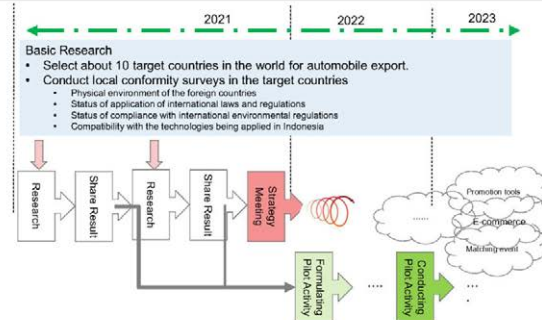 2021
2022
2023
Basic Research
• Select about 10 target countries in the world for automobile export.
• Conduct local conformity surveys in the target countries
• Physical environment of the foreign countries
• Status of application of international laws and regulations
• Status of compliance with international environmental regulations
• Compatibility with the technologies being applied in Indonesia
Research
Share Result
Research
Share Result
Strategy
Meeting
......
Promotion tools
E-commerce
Matching event
Formulating
Pilot Activity
....
Conducting
Pilot Activity
....